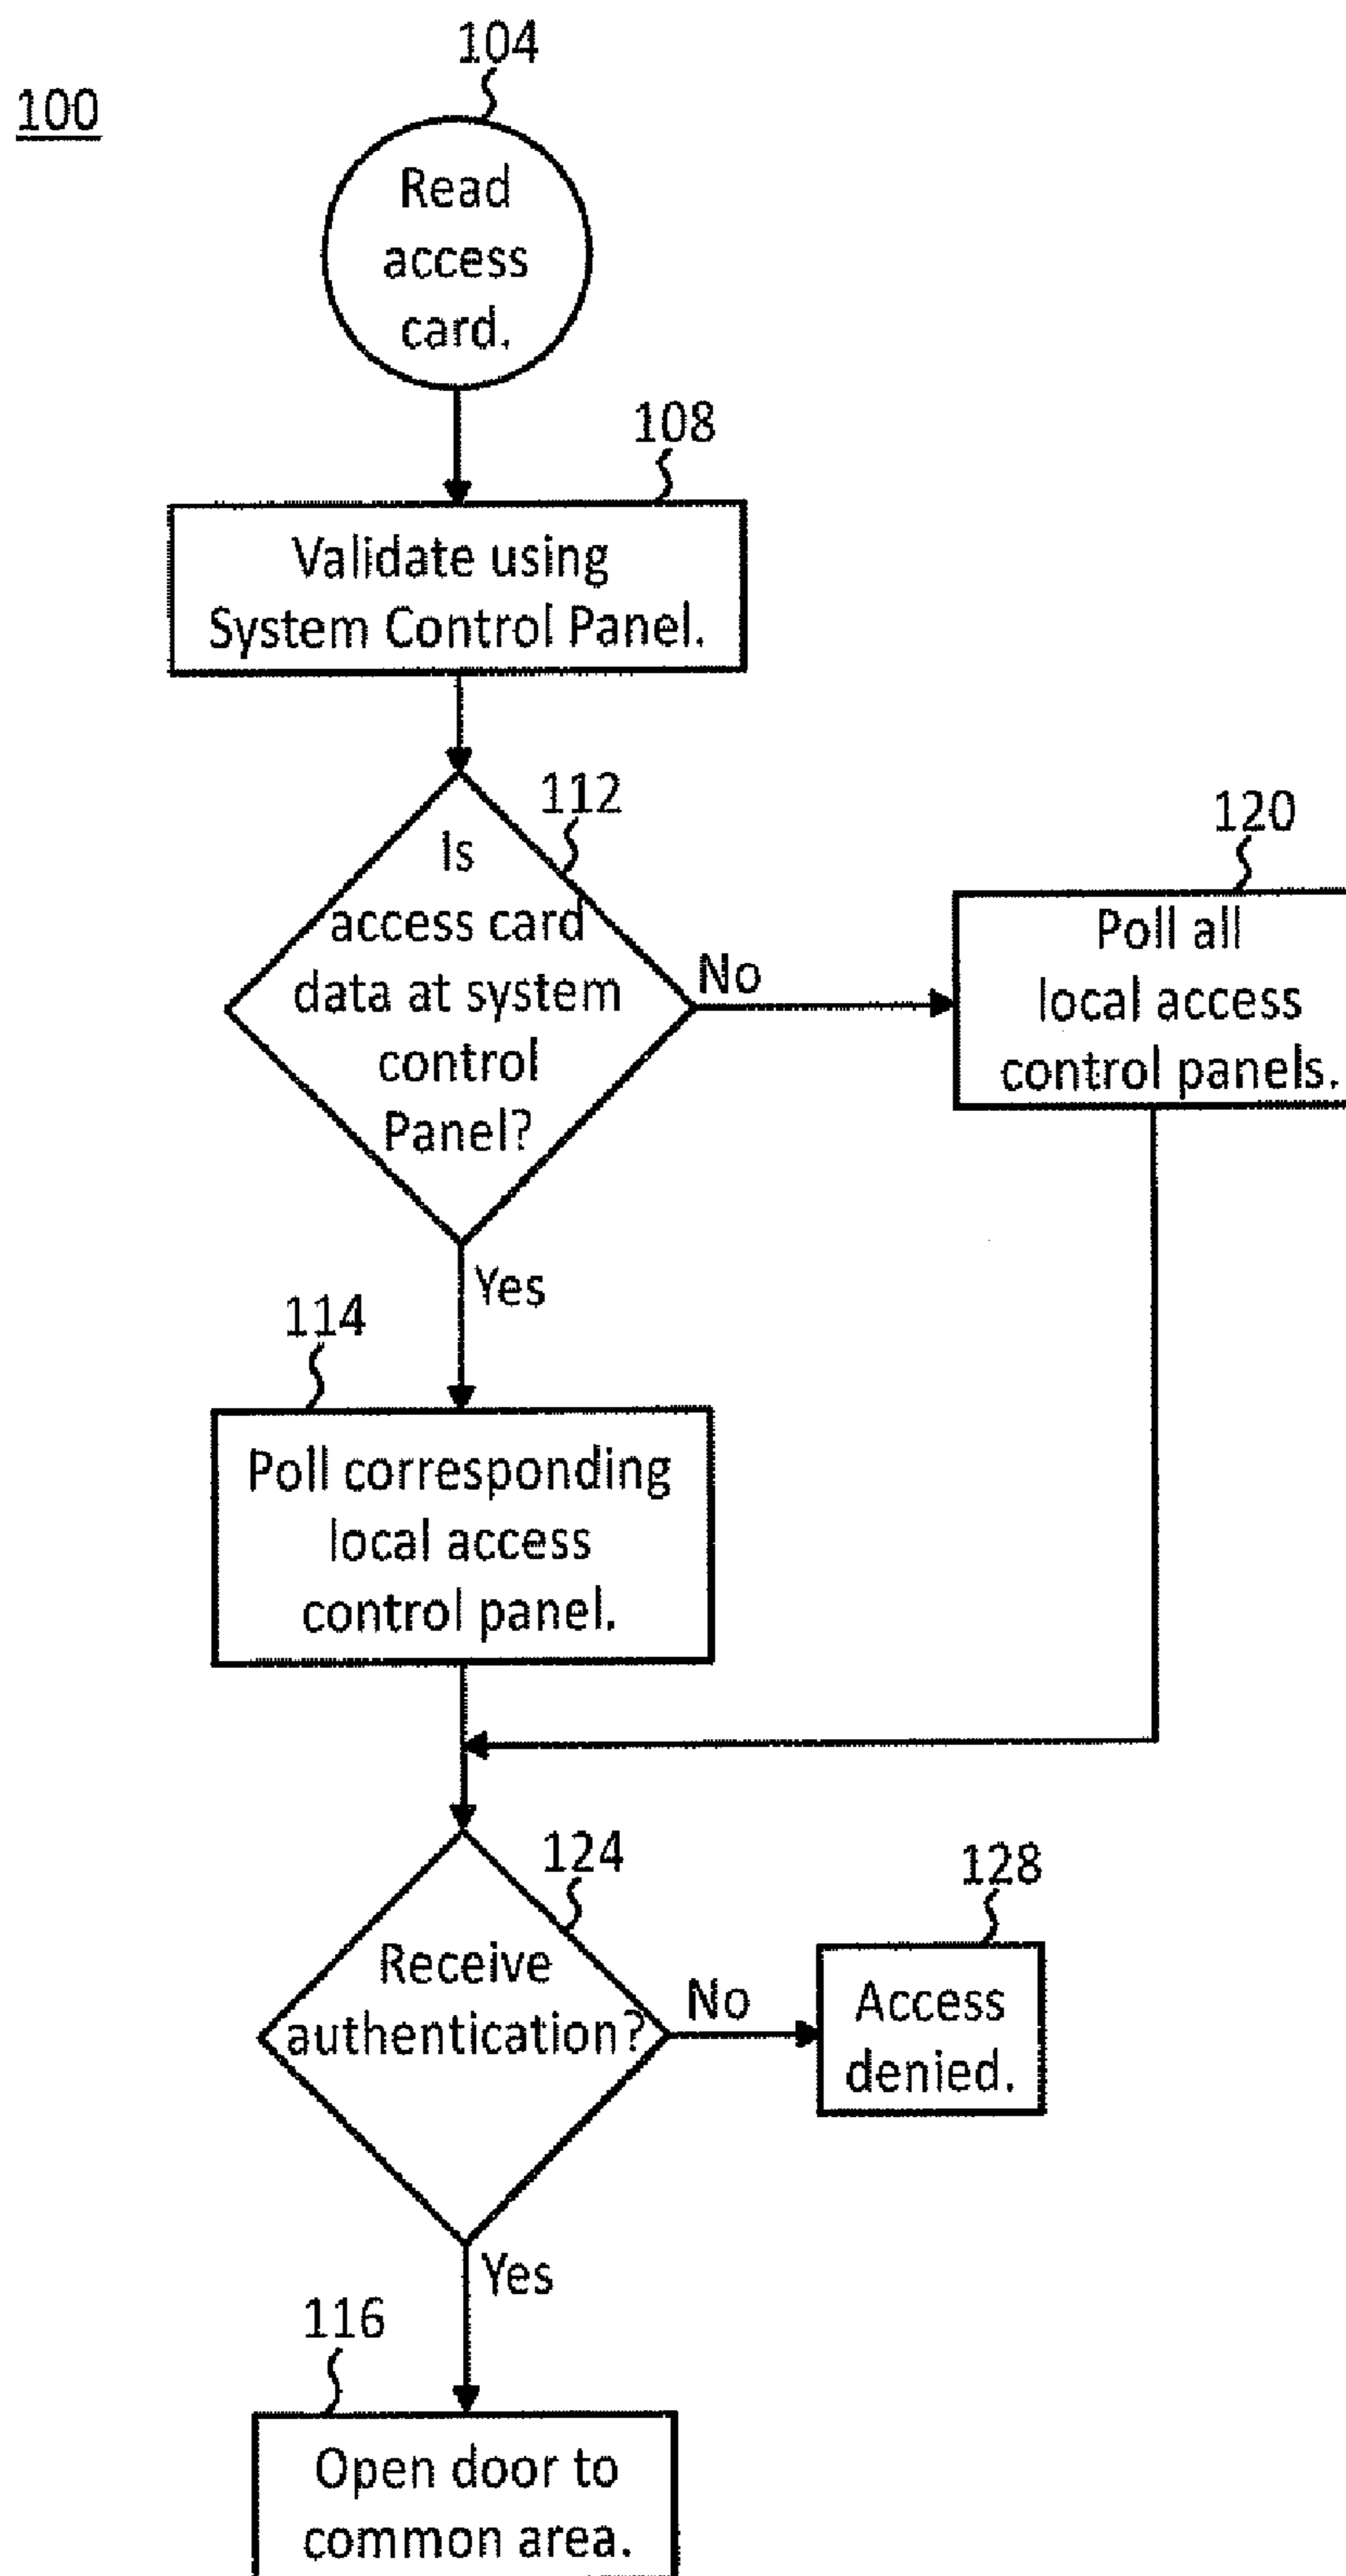 100
104
Read
access
card.
108
Validate using
System Control Panel.
112
Is
access card
data at system
control
Panel?
No
120
Poll all
local access
control panels.
Yes
114
Poll corresponding
local access
control panel.
124
Receive
authentication?
No
128
Access
denied.
Yes
116
Open door to
common area.